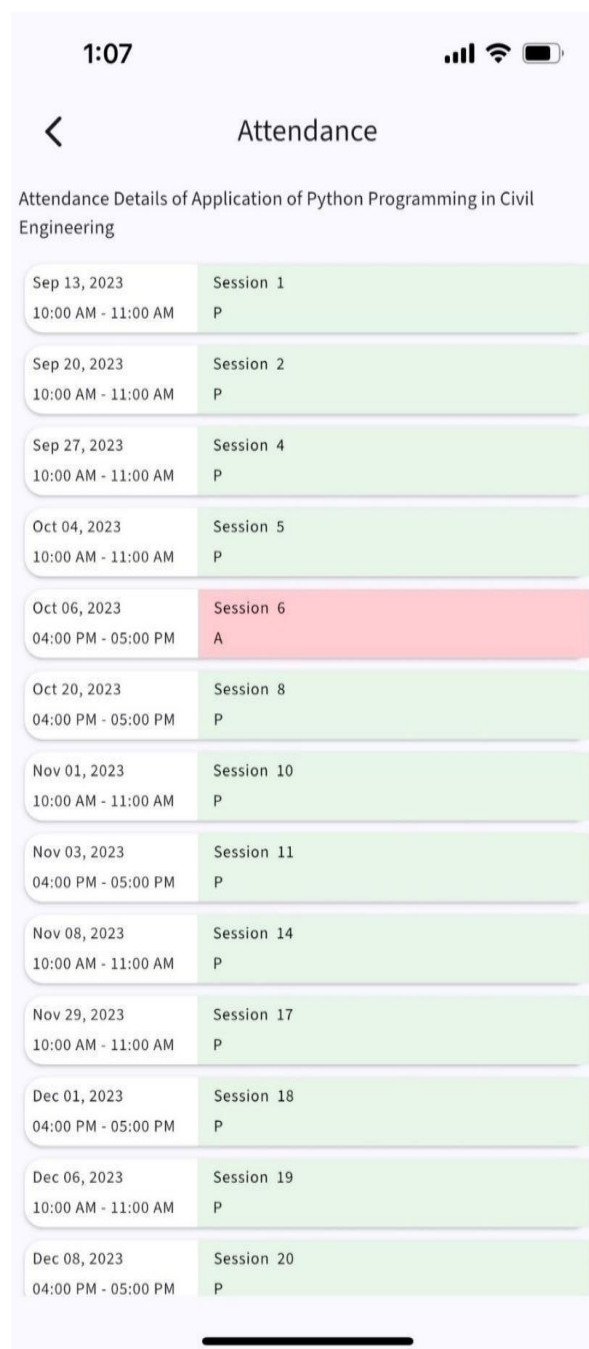 1:07
Attendance
Attendance Details of Application of Python Programming in Civil
Engineering
Sep 13, 2023
Session 1
10:00 AM - 11:00 AM
P
Sep 20, 2023
Session 2
10:00 AM - 11:00 AM
P
Sep 27, 2023
Session 4
10:00 AM - 11:00 AM
P
Oct 04, 2023
Session 5
10:00 AM - 11:00 AM
P
Oct 06, 2023
Session 6
04:00 PM - 05:00 PM
A
Oct 20, 2023
Session 8
04:00 PM - 05:00 PM
P
Nov 01, 2023
Session 10
10:00 AM - 11:00 AM
P
Nov 03, 2023
Session 11
04:00 PM - 05:00 PM
P
Nov 08, 2023
Session 14
10:00 AM - 11:00 AM
P
Nov 29, 2023
Session 17
10:00 AM - 11:00 AM
P
Dec 01, 2023
Session 18
04:00 PM - 05:00 PM
P
Dec 06, 2023
Session 19
10:00 AM - 11:00 AM
P
Dec 08, 2023
Session 20
04:00 PM - 05:00 PM
P